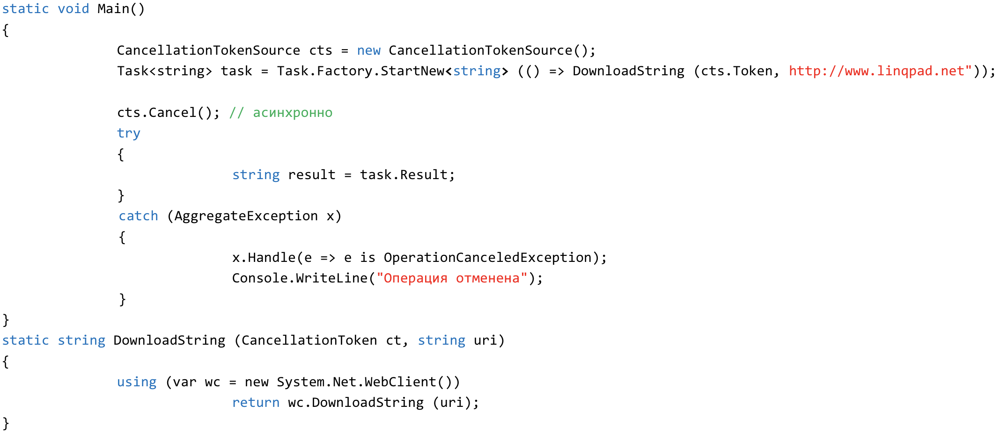 static void Main()
{
CancellationTokenSource cts = new CancellationTokenSource();
Task<string> task = Task.Factory.StartNew<string> (() => DownloadString (cts.Token, http://www.linqpad.net"));
cts.Cancel(); // асинхронно
try
{
string result = task.Result;
}
catch (AggregateException x)
{
x.Handle(e => e is OperationCanceledException);
Console.WriteLine("Операция отменена");
}
}
static string DownloadString (CancellationToken ct, string uri)
{
using (var wc = new System.Net.WebClient())
return wc.DownloadString (uri);
}